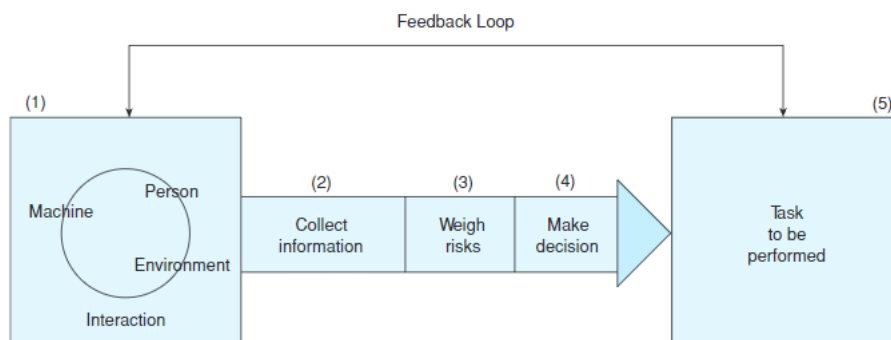 Feedback Loop
(1)
(5)
Person
Machine
Environment
Interaction
(2)
(3)
(4)
Collect
information
Weigh
risks
Make
decision
Task
to be
performed